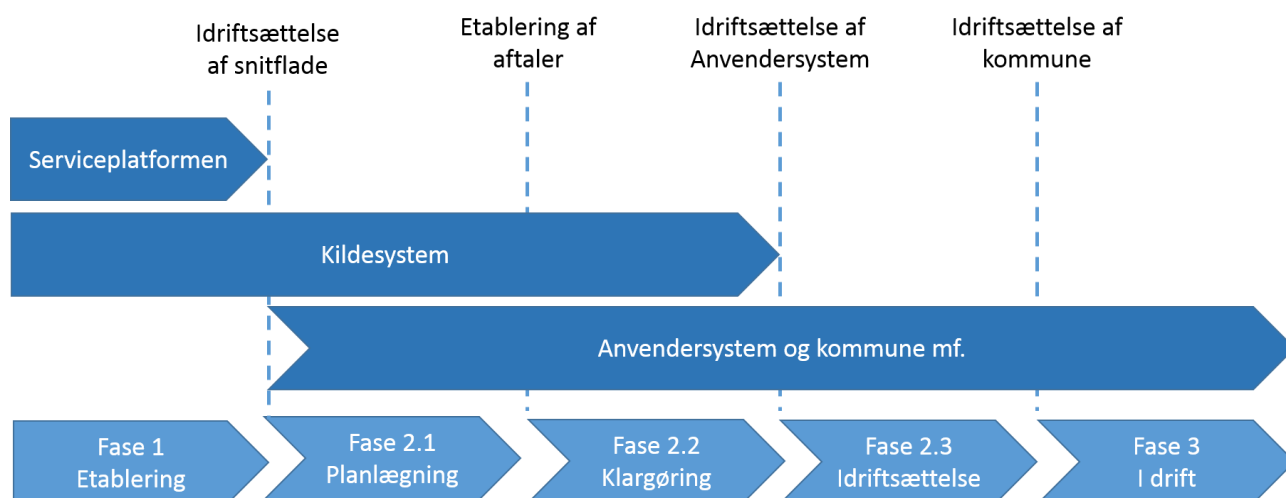 Idriftsættelse
af snitflade
Etablering af
aftaler
Idriftsættelse af
Anvendersystem
Idriftsættelse af
kommune
Serviceplatformen
Kildesystem
Anvendersystem og kommune mf.
Fase 1
Etablering
Fase 2.1
Planlægning
Fase 2.2
Klargøring
Fase 2.3
Idriftsættelse
Fase 3
I drift